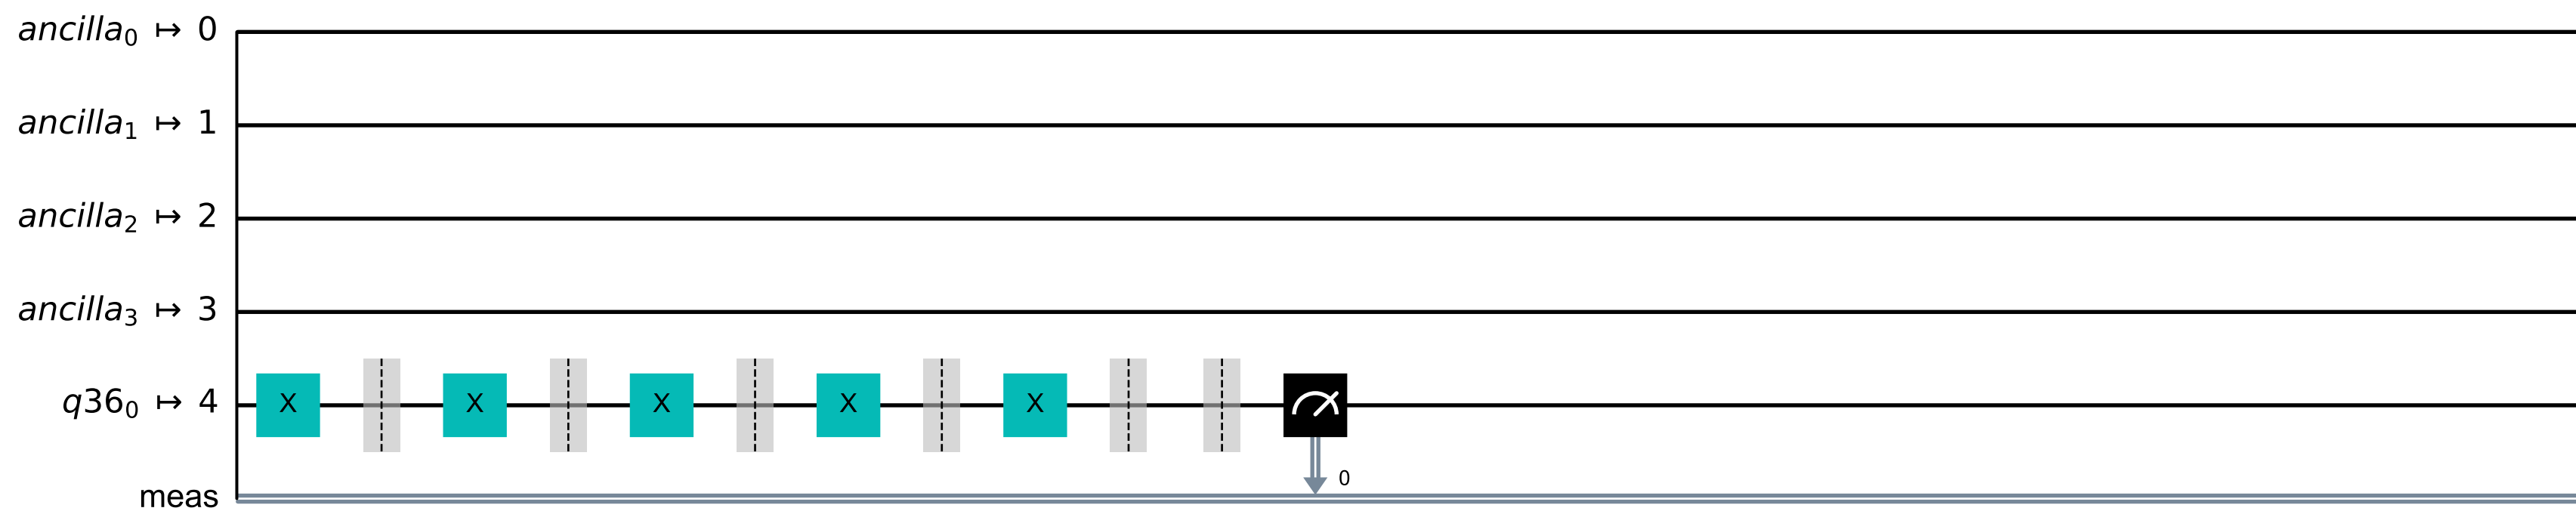 ancilla₀ ↦ 0
ancilla₁ ↦ 1
ancilla₂ ↦ 2
ancilla₃ ↦ 3
q36₀ ↦ 4 X X X X X
0
meas